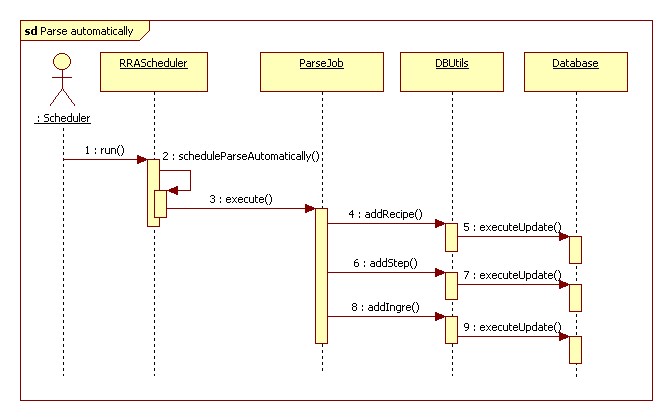 sd Parse automatically
RRAScheduler
ParseJob
DBUtils
Database
: Scheduler
1 : run()
2 : scheduleParseAutomatically()
3 : execute()
4 : addRecipe()
5 : executeUpdate()
6 : addStep()
7 : executeUpdate()
8 : addIngre()
9 : executeUpdate()